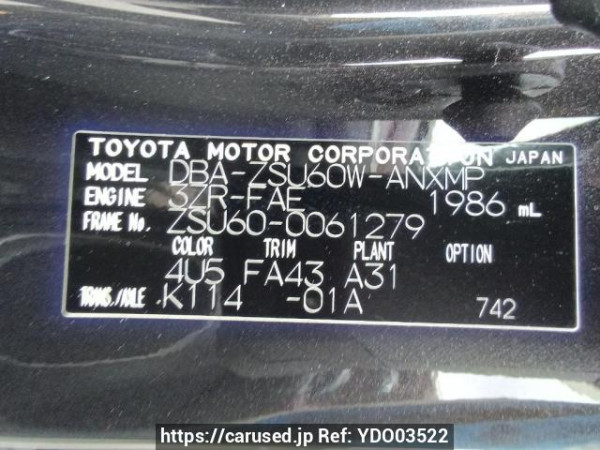 TOYOTA MOTOR CORPORATION JAPAN
MODEL DBA-ZSU60W-ANXMP
ENGINE 3ZR-FAE 1986 mL
FRAME No. ZSU60-0061279
COLOR TRIM PLANT OPTION
4U5 FA43 A31
TRANS./AXLE K114 -01A 742
https://carused.jp Ref: YDO03522